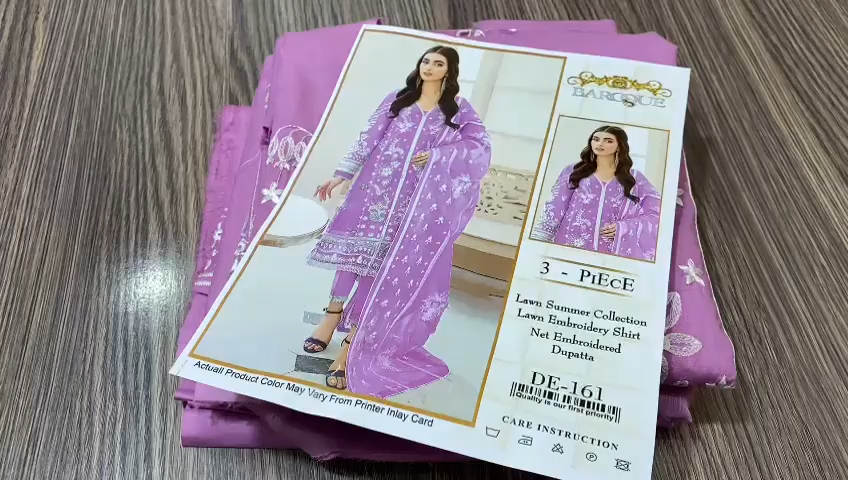 BAROQUE
3 - PiEcE
Lawn Summer Collection
Lawn Embroidery Shirt
Net Embroidered
Dupatta
DE-161
Quality is our first priority
CARE INSTRUCTION
Actuall Product Color May Vary From Printer Inlay Card